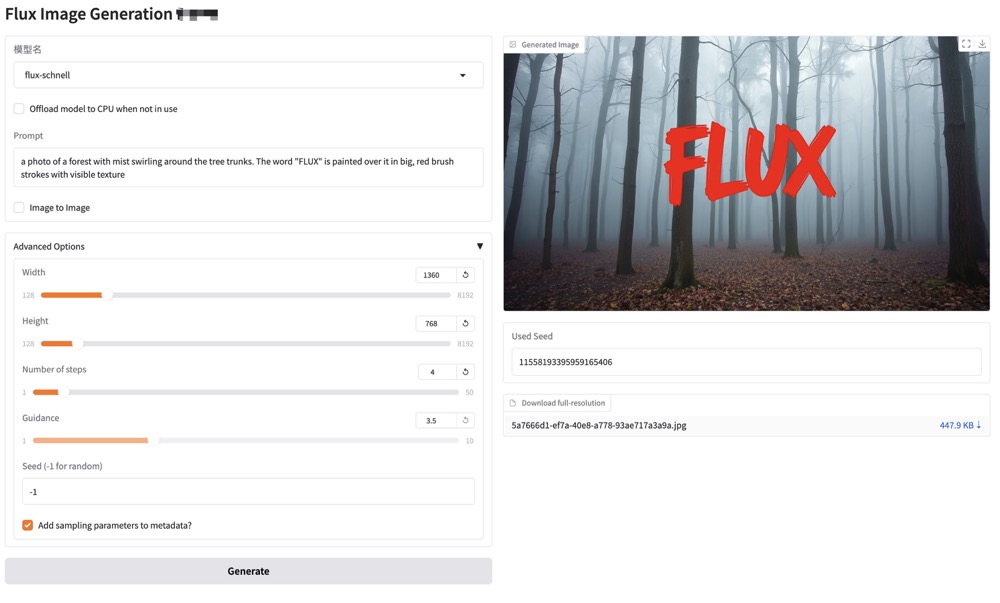 Flux Image Generation
模型名
flux-schnell
Offload model to CPU when not in use
Prompt
a photo of a forest with mist swirling around the tree trunks. The word "FLUX" is painted over it in big, red brush
strokes with visible texture
Image to Image
Advanced Options ▼
Width
1360
128
8192
Height
768
128
8192
Number of steps
4
1
50
Guidance
3.5
1
10
Seed (-1 for random)
-1
Add sampling parameters to metadata?
Generate
Generated Image
FLUX
Used Seed
11558193395959165406
Download full-resolution
5a7666d1-ef7a-40e8-a778-93ae717a3a9a.jpg
447.9 KB ↓